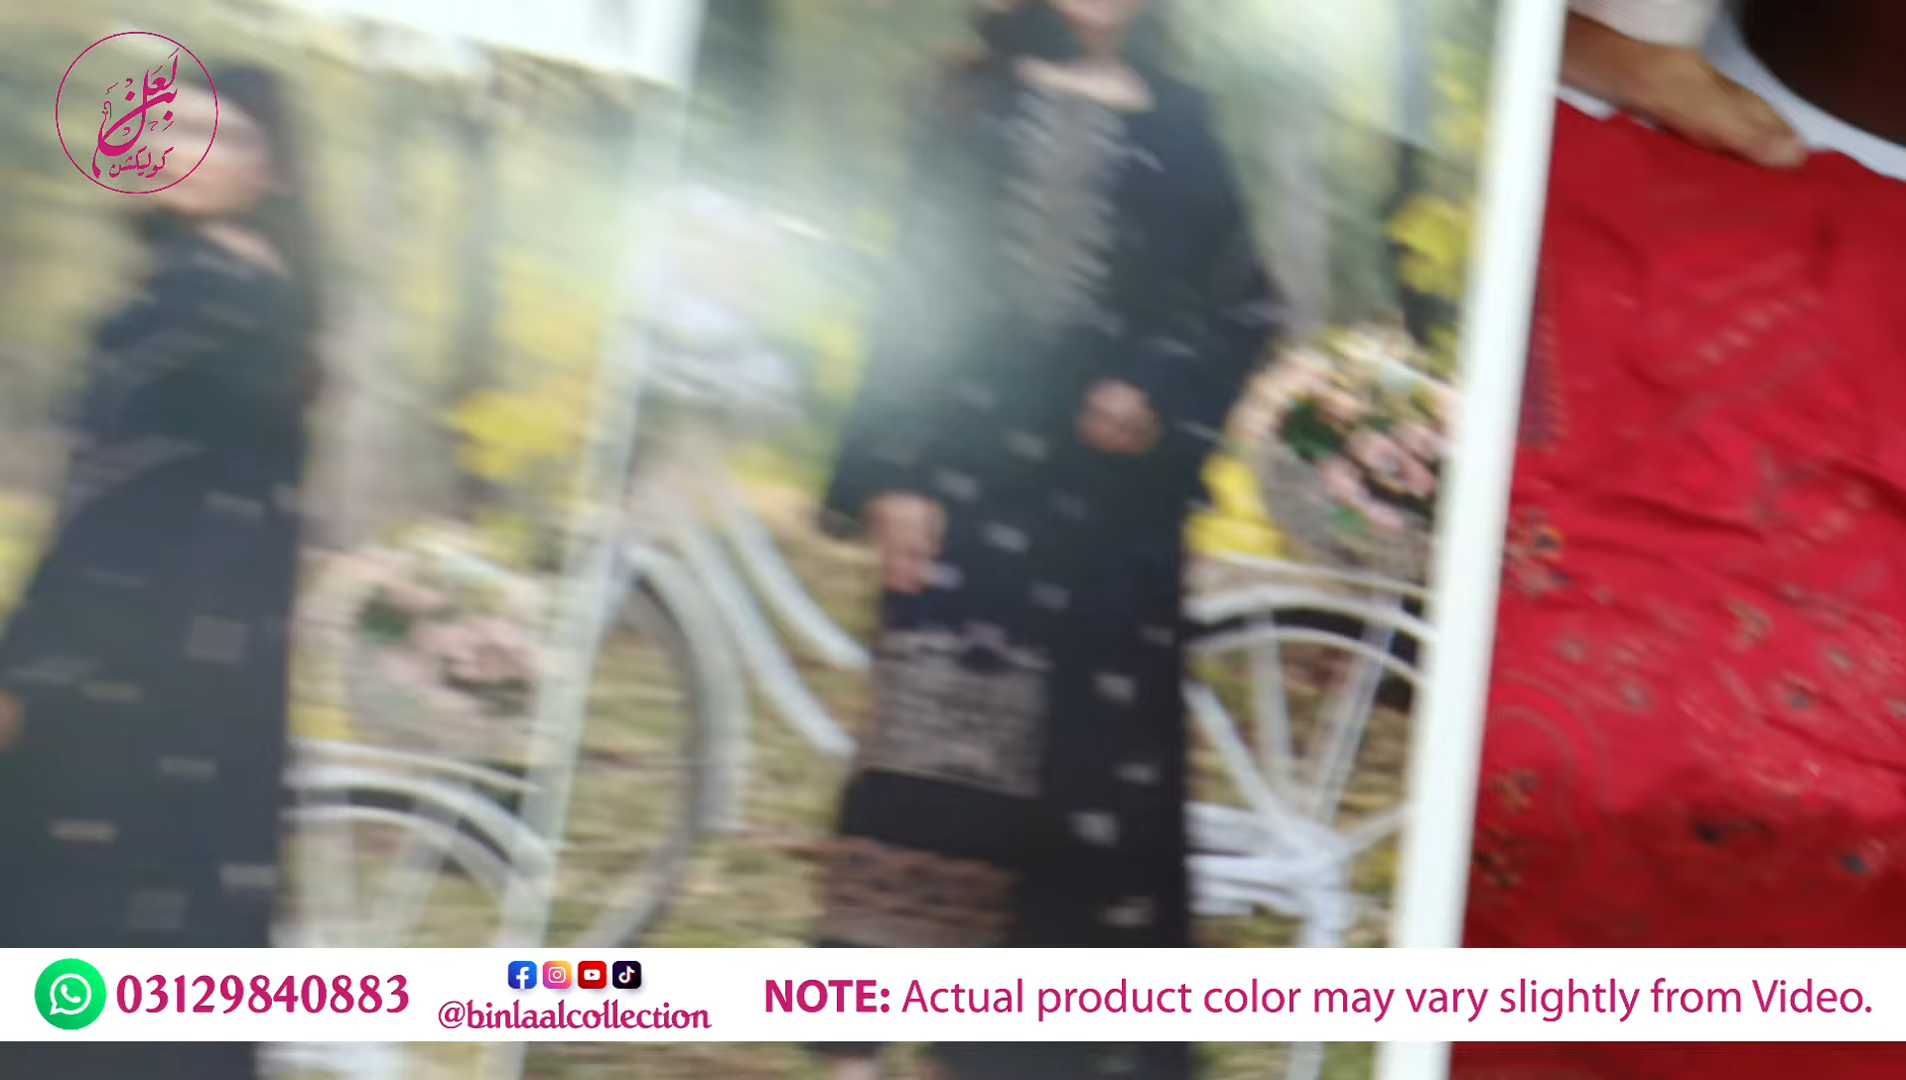 بن لعل
کولیکشن
03129840883
@binlaalcollection
NOTE: Actual product color may vary slightly from Video.